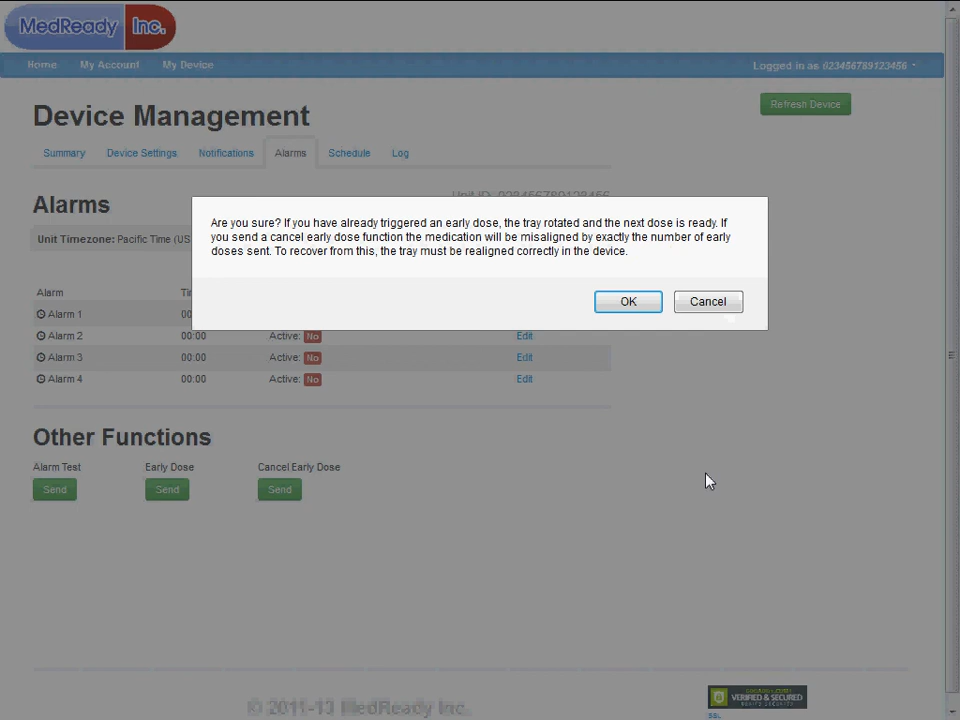 MedReady Inc.
Home My Account My Device Logged in as 023456789123456
Device Management
Refresh Device
Summary Device Settings Notifications Alarms Schedule Log
Unit ID: 023456789123456
Alarms
Are you sure? If you have already triggered an early dose, the tray rotated and the next dose is ready. If
you send a cancel early dose function the medication will be misaligned by exactly the number of early
doses sent. To recover from this, the tray must be realigned correctly in the device.
Unit Timezone: Pacific Time (US
OK Cancel
Alarm
Alarm 1
Alarm 2 00:00 Active: No Edit
Alarm 3 00:00 Active: No Edit
Alarm 4 00:00 Active: No Edit
Other Functions
Alarm Test Early Dose Cancel Early Dose
Send Send Send
© 2011-13 MedReady Inc.
VERIFIED & SECURED
SSL